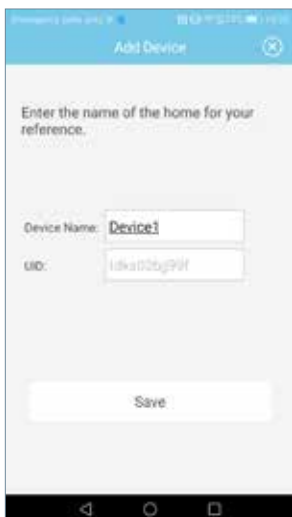 Add Device
Enter the name of the home for your
reference.
Device Name: Device1
UID:
Save